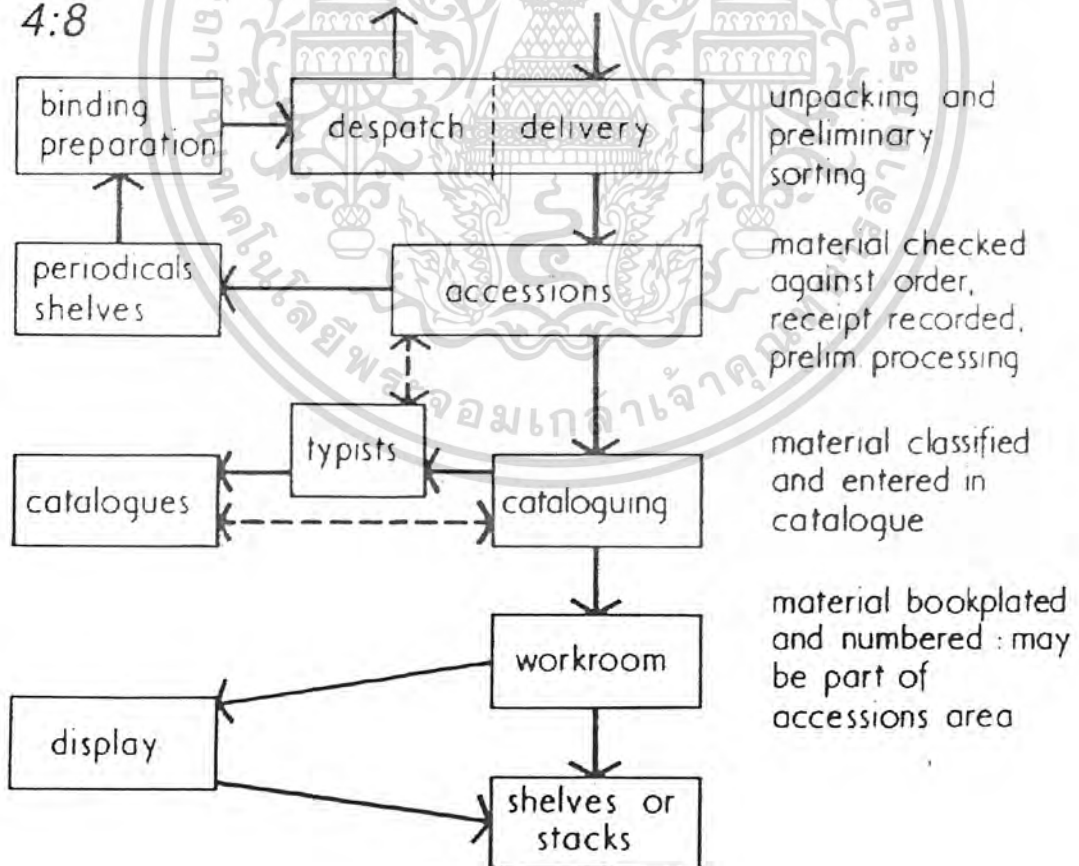 4:8
binding
preparation
despatch
delivery
unpacking and
preliminary
sorting
periodicals
shelves
accessions
material checked
against order,
receipt recorded,
prelim. processing
typists
catalogues
cataloguing
material classified
and entered in
catalogue
workroom
material bookplated
and numbered : may
be part of
accessions area
display
shelves or
stacks